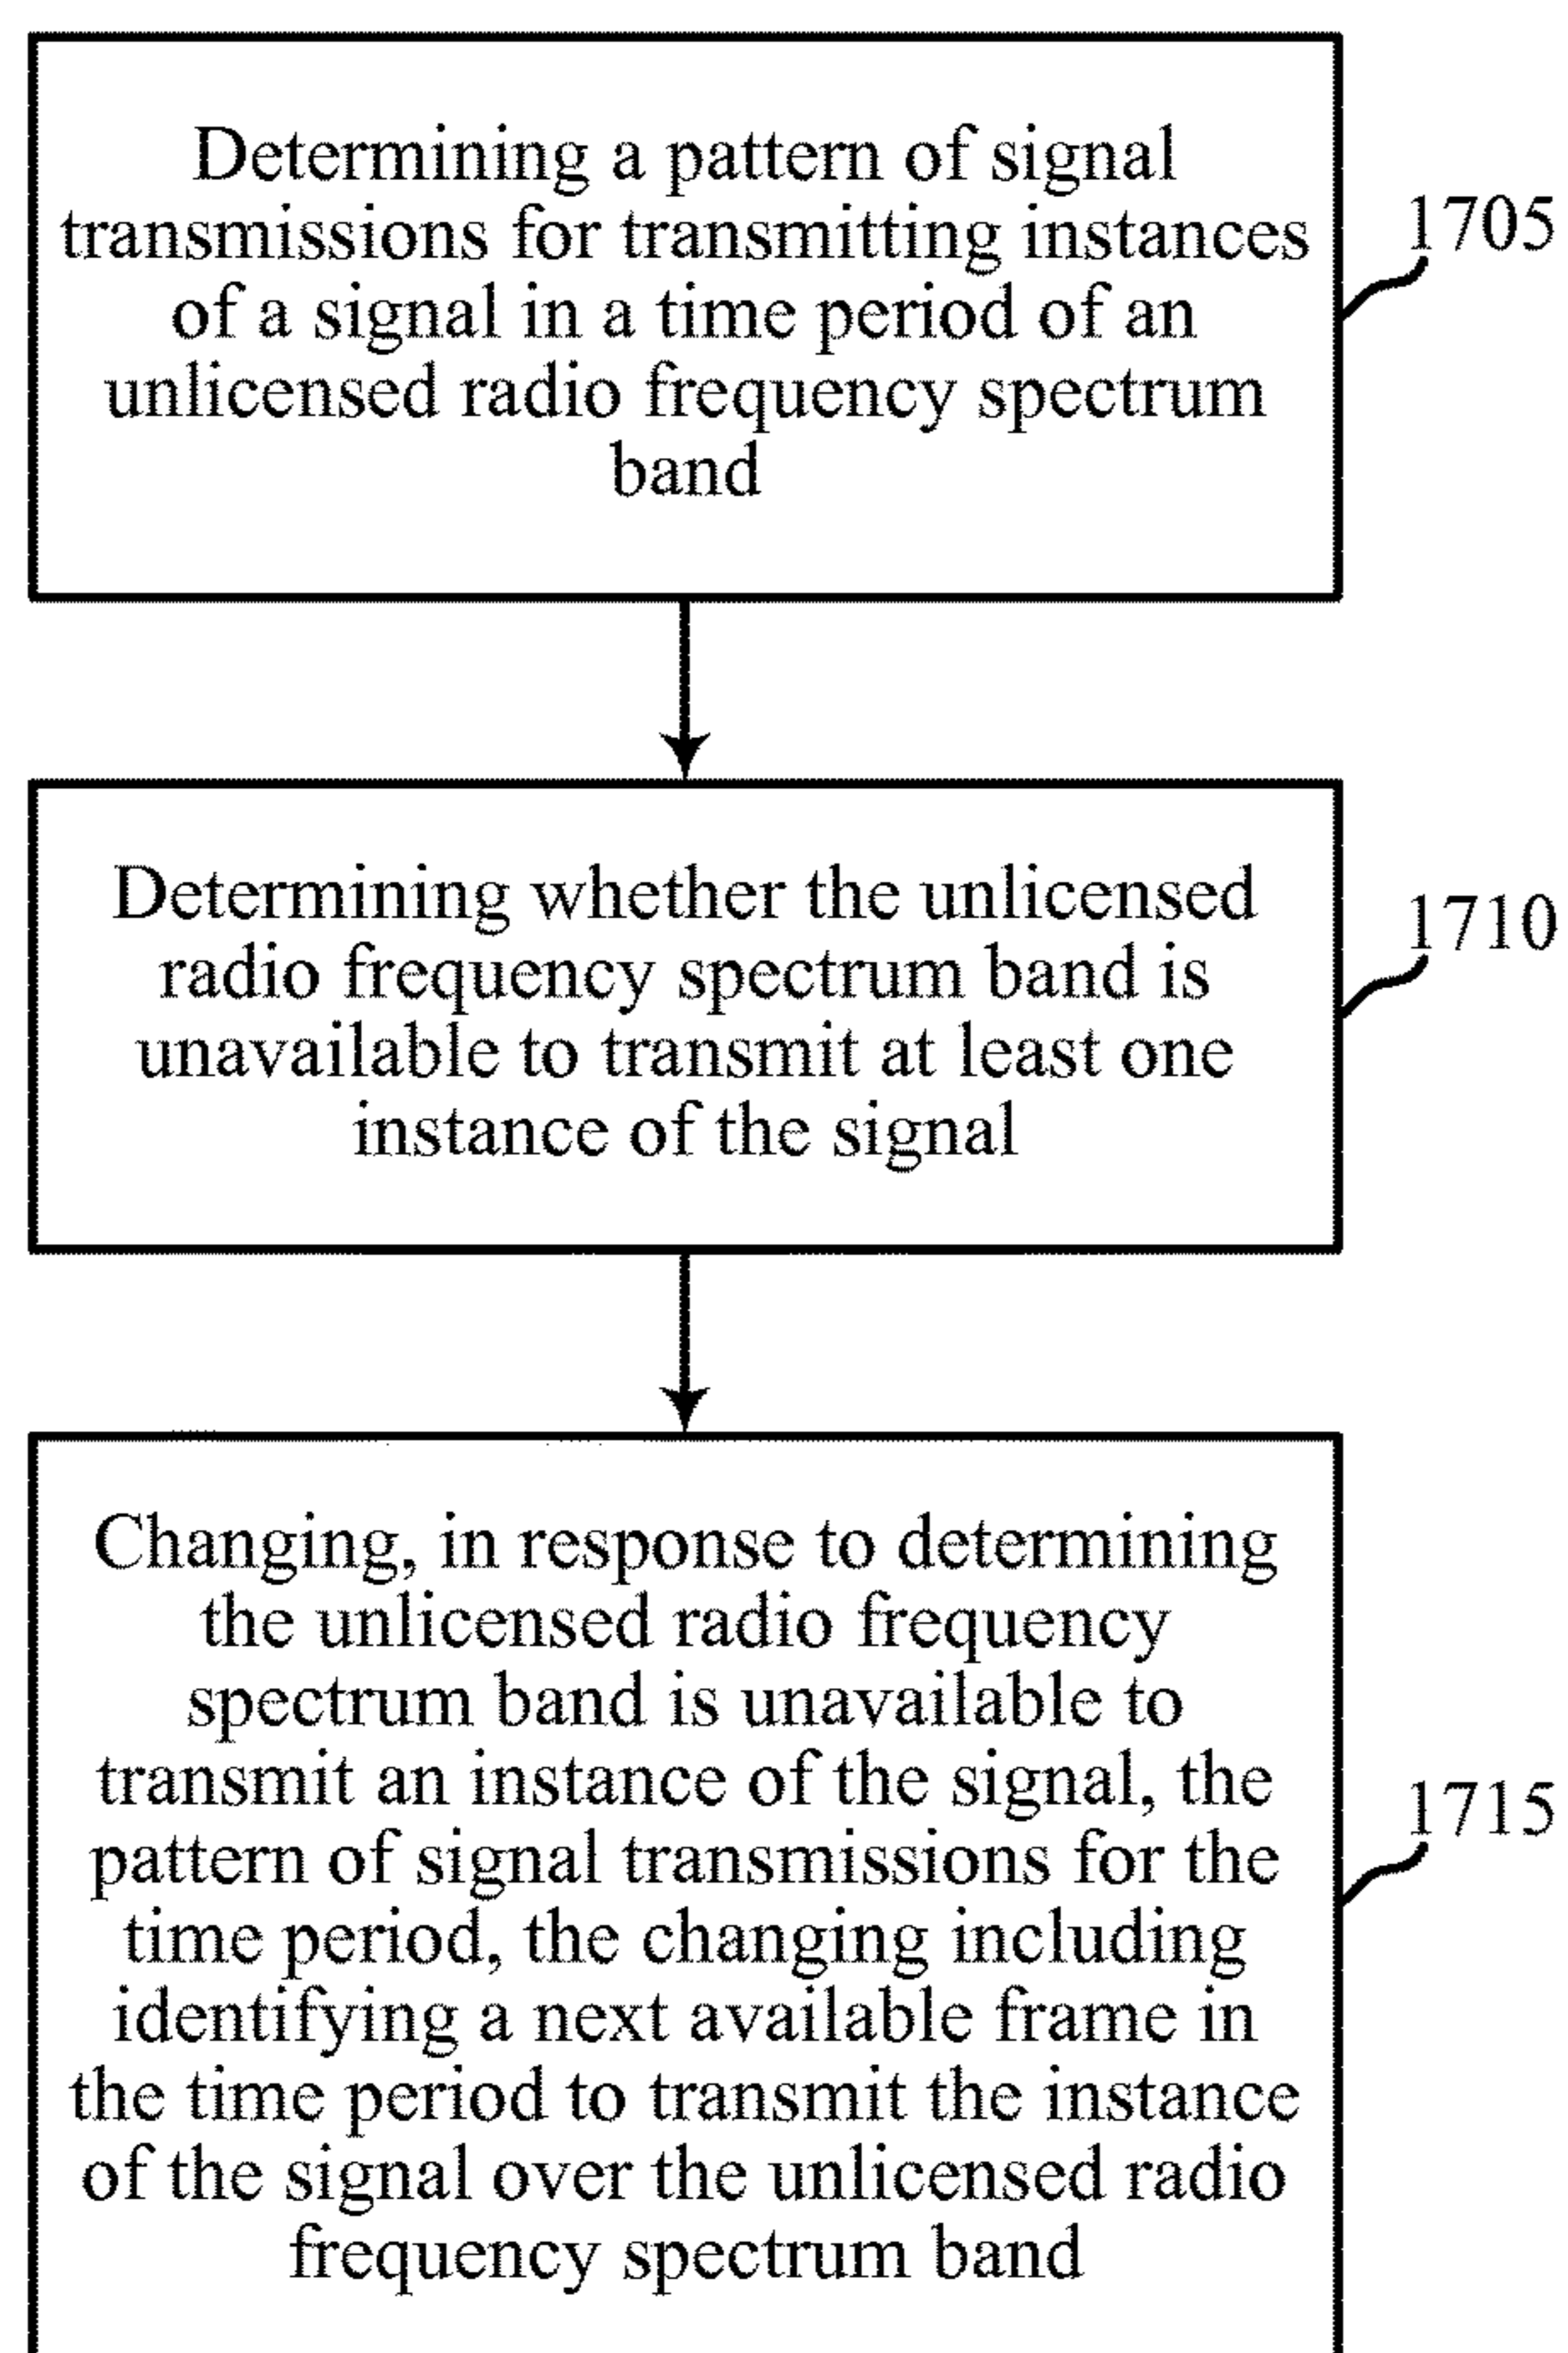 Determining a pattern of signal
transmissions for transmitting instances
of a signal in a time period of an
unlicensed radio frequency spectrum
band
1705
Determining whether the unlicensed
radio frequency spectrum band is
unavailable to transmit at least one
instance of the signal
1710
Changing, in response to determining
the unlicensed radio frequency
spectrum band is unavailable to
transmit an instance of the signal, the
pattern of signal transmissions for the
time period, the changing including
identifying a next available frame in
the time period to transmit the instance
of the signal over the unlicensed radio
frequency spectrum band
1715